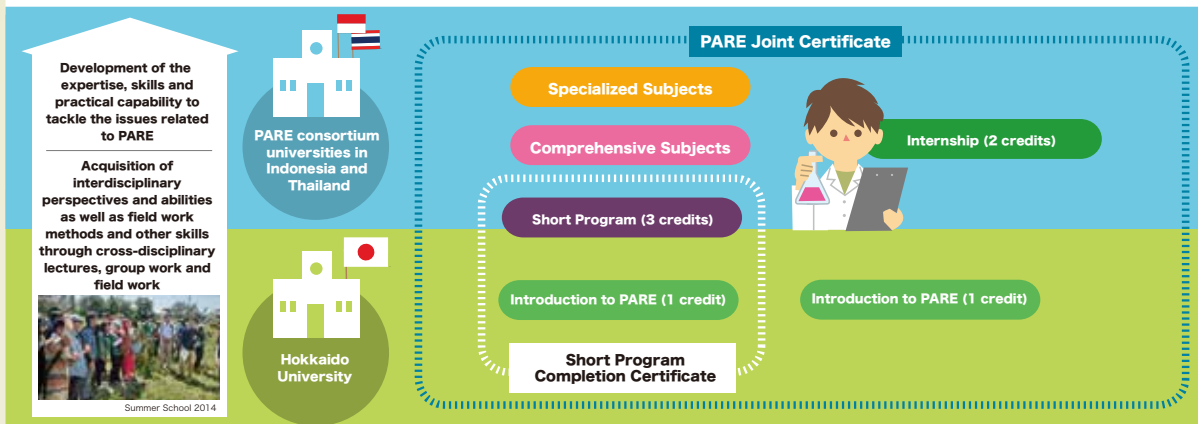 Development of the
expertise, skills and
practical capability to
tackle the issues related
to PARE
Acquisition of
interdisciplinary
perspectives and abilities
as well as field work
methods and other skills
through cross-disciplinary
lectures, group work and
field work
Summer School 2014
PARE consortium
universities in
Indonesia and
Thailand
Hokkaido
University
PARE Joint Certificate
Specialized Subjects
Comprehensive Subjects
Internship (2 credits)
Short Program (3 credits)
Introduction to PARE (1 credit)
Introduction to PARE (1 credit)
Short Program
Completion Certificate